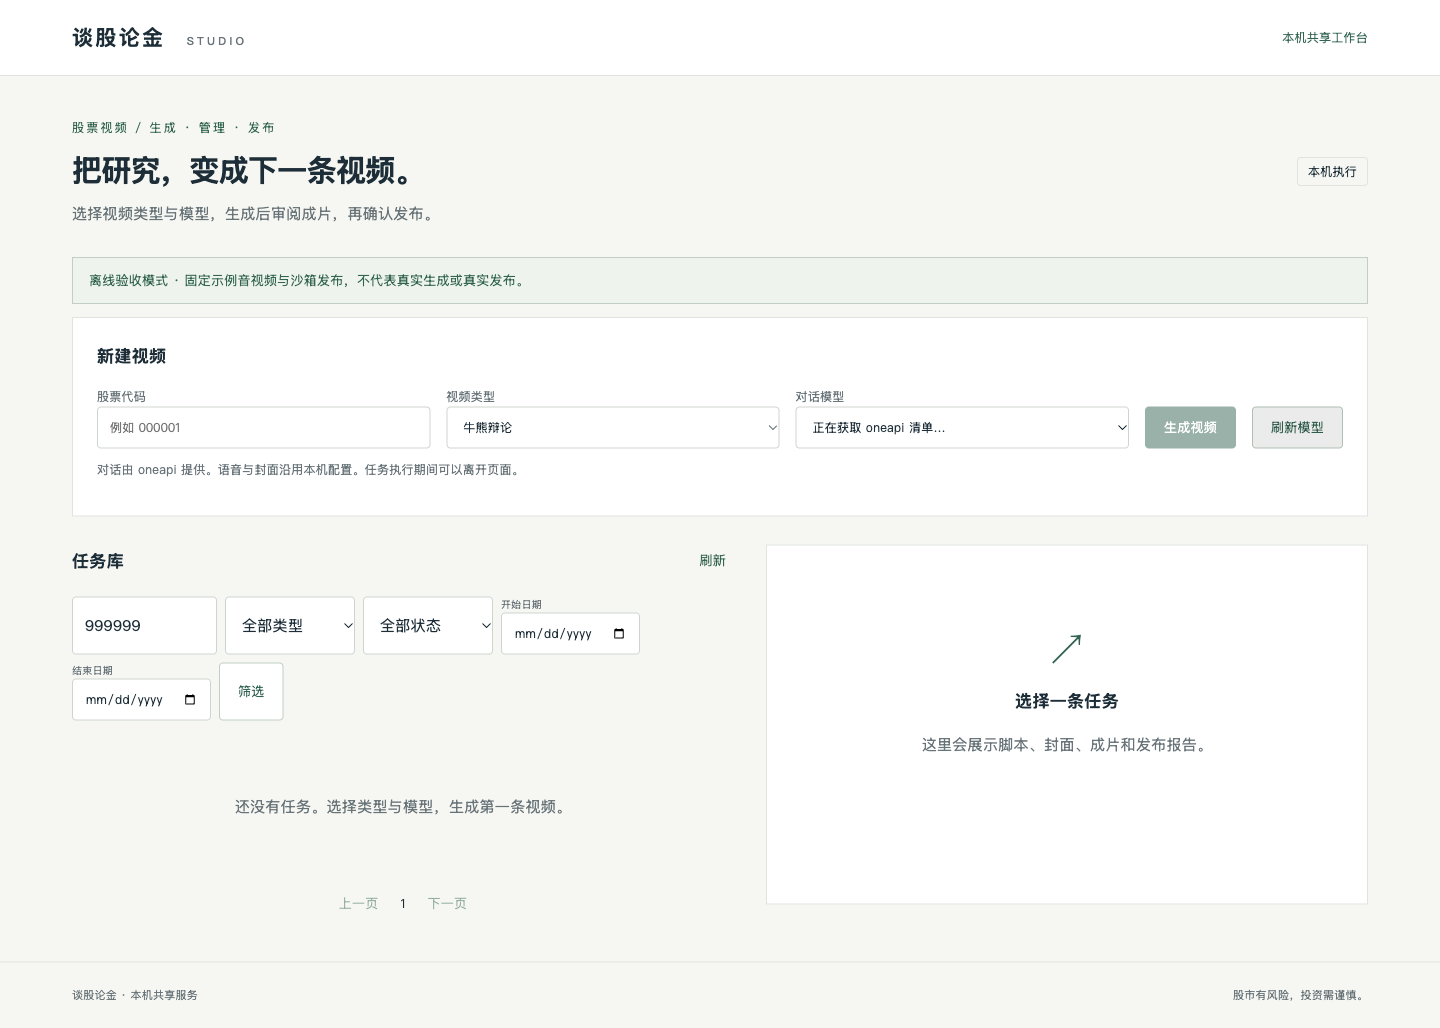 谈股论金 STUDIO
本机共享工作台
股票视频 / 生成 · 管理 · 发布
把研究，变成下一条视频。
本机执行
选择视频类型与模型，生成后审阅成片，再确认发布。
离线验收模式 · 固定示例音视频与沙箱发布，不代表真实生成或真实发布。
新建视频
股票代码 视频类型 对话模型
例如 000001 牛熊辩论 正在获取 oneapi 清单... 生成视频 刷新模型
对话由 oneapi 提供。语音与封面沿用本机配置。任务执行期间可以离开页面。
任务库 刷新
开始日期
999999 全部类型 全部状态 mm/dd/yyyy
结束日期
mm/dd/yyyy 筛选
还没有任务。选择类型与模型，生成第一条视频。
上一页 1 下一页
选择一条任务
这里会展示脚本、封面、成片和发布报告。
谈股论金 · 本机共享服务
股市有风险，投资需谨慎。